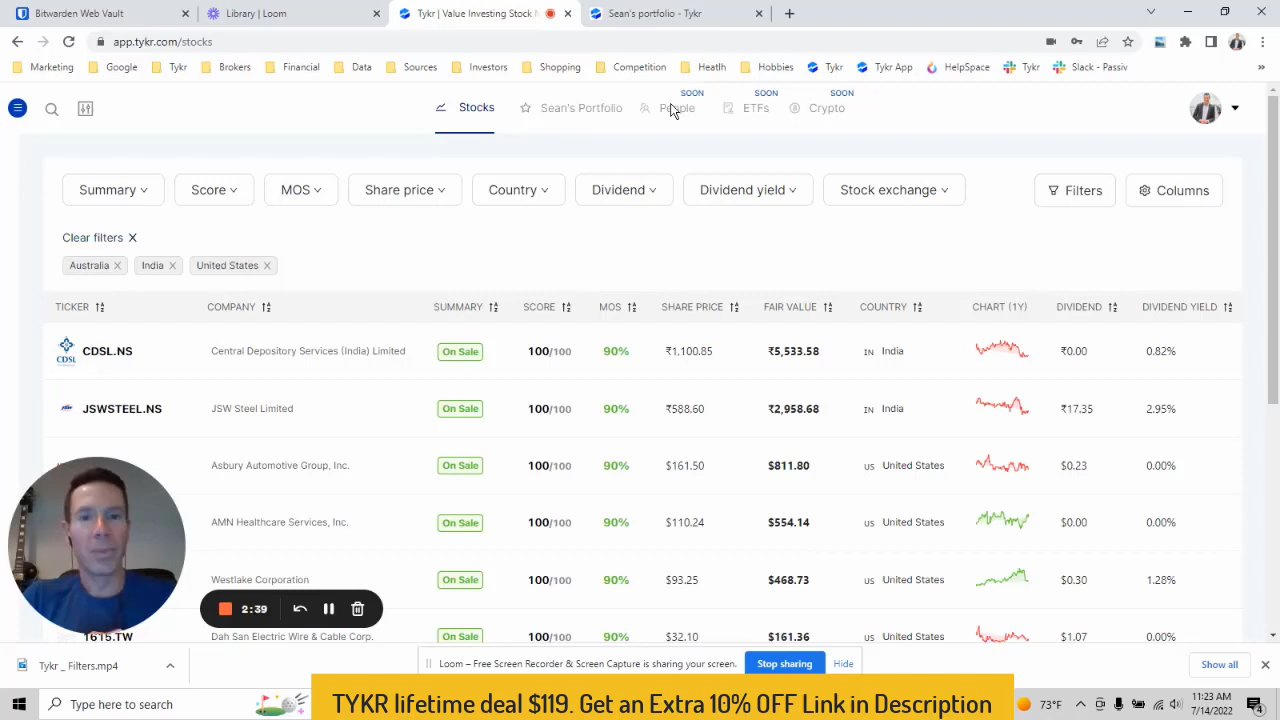 Bitwarden Web Vault
Library | Loom
Tykr | Value Investing Stock
Sean's portfolio - Tykr
app.tykr.com/stocks
Marketing
Google
Tykr
Brokers
Financial
Data
Sources
Investors
Shopping
Competition
Heatlh
Hobbies
Tykr
Tykr App
HelpSpace
Tykr
Slack - Passiv
SOON SOON SOON
Stocks Sean's Portfolio People ETFs Crypto
Summary Score MOS Share price Country Dividend Dividend yield Stock exchange Filters Columns
Clear filters
Australia India United States
TICKER COMPANY SUMMARY SCORE MOS SHARE PRICE FAIR VALUE COUNTRY CHART (1Y) DIVIDEND DIVIDEND YIELD
CDSL
CDSL.NS Central Depository Services (India) Limited On Sale 100/100 90% ₹1,100.85 ₹5,533.58 IN India ₹0.00 0.82%
JSWSTEEL.NS JSW Steel Limited On Sale 100/100 90% ₹588.60 ₹2,958.68 IN India ₹17.35 2.95%
Asbury Automotive Group, Inc. On Sale 100/100 90% $161.50 $811.80 US United States $0.23 0.00%
AMN Healthcare Services, Inc. On Sale 100/100 90% $110.24 $554.14 US United States $0.00 0.00%
Westlake Corporation On Sale 100/100 90% $93.25 $468.73 US United States $0.30 1.28%
2:39
1615.TW Dah San Electric Wire & Cable Corp. On Sale 100/100 90% $32.10 $161.36 US United States $1.07 0.00%
Tykr _ Filters.mp4
Loom – Free Screen Recorder & Screen Capture is sharing your screen. Stop sharing Hide
Show all
Type here to search
TYKR lifetime deal $119. Get an Extra 10% OFF Link in Description
73°F
11:23 AM
7/14/2022
4